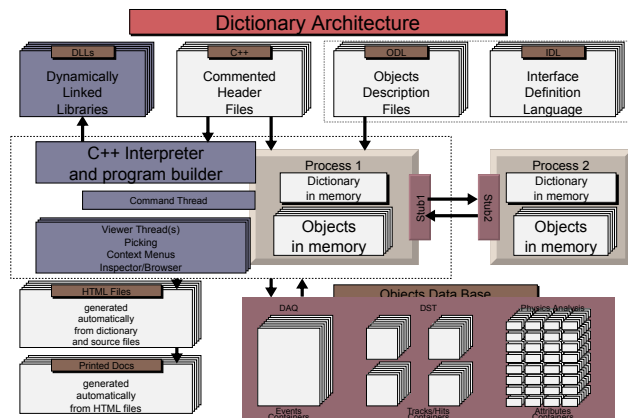 Dictionary Architecture
DLLs
Dynamically
Linked
Libraries
C++
Commented
Header
Files
ODL
Objects
Description
Files
IDL
Interface
Definition
Language
C++ Interpreter
and program builder
Command Thread
Viewer Thread(s)
Picking
Context Menus
Inspector/Browser
Process 1
Dictionary
in memory
Objects
in memory
Stub1
Stub2
Process 2
Dictionary
in memory
Objects
in memory
HTML Files
generated
automatically
from dictionary
and source files
Printed Docs
generated
automatically
from HTML files
Objects Data Base
DAQ
Events
Containers
DST
Tracks/Hits
Containers
Physics Analysis
Attributes
Containers